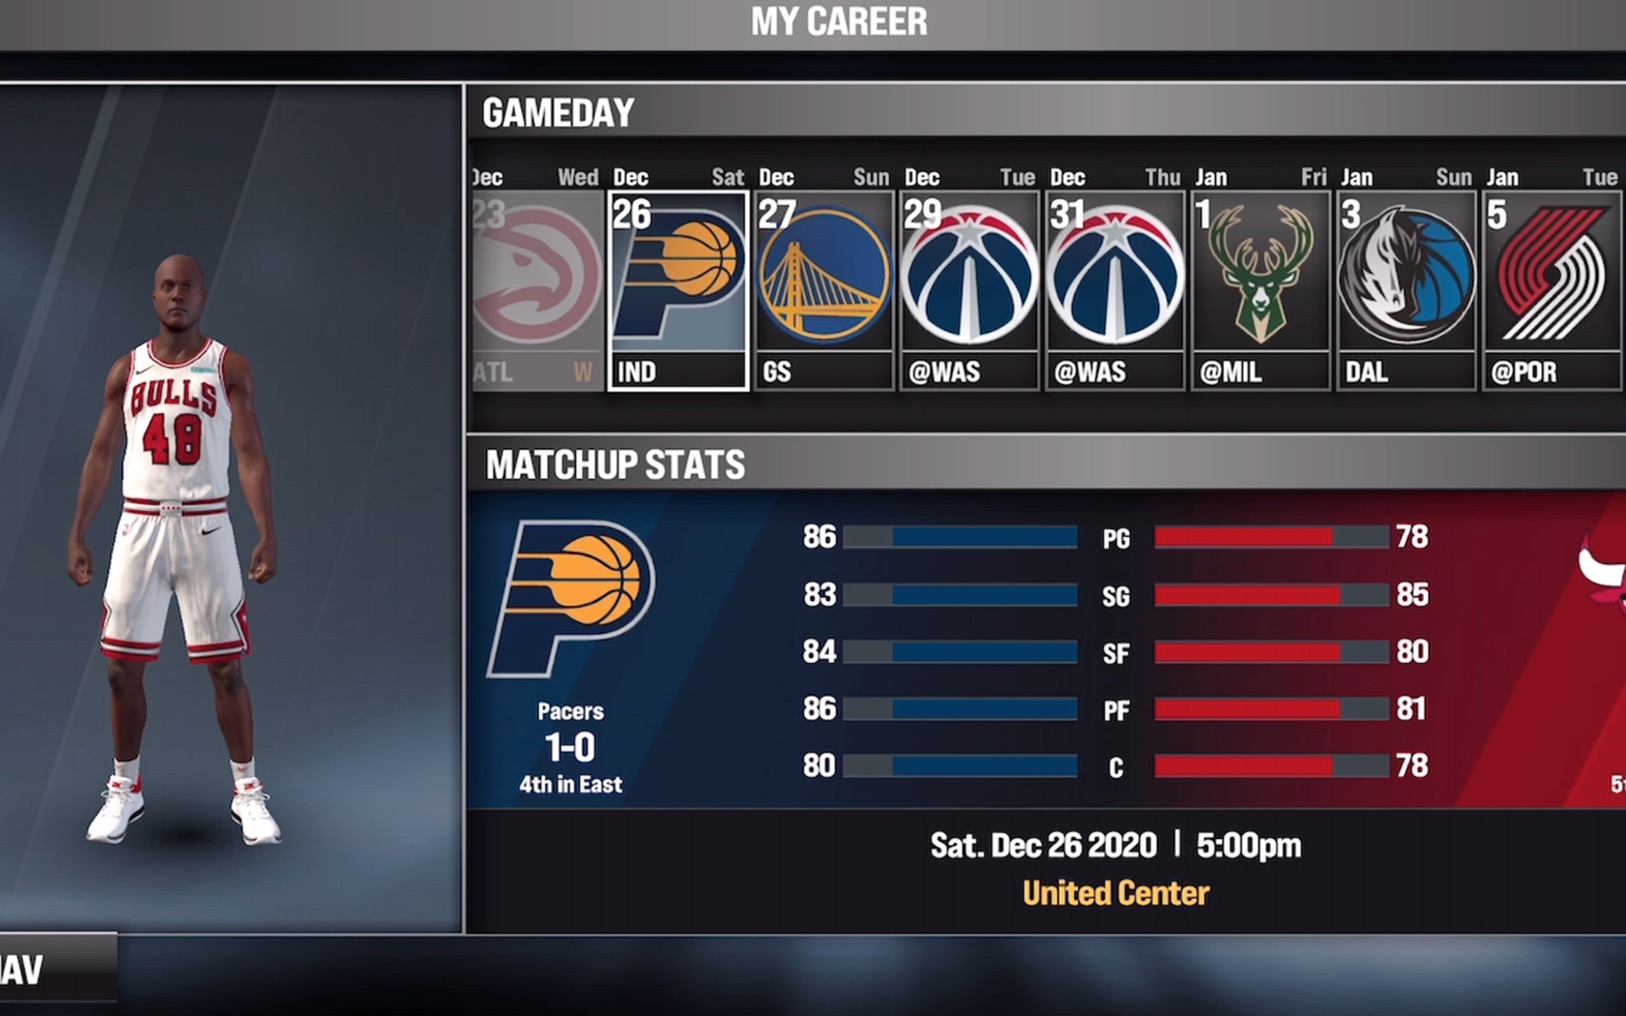 MY CAREER
GAMEDAY
Dec Wed Dec Sat Dec Sun Dec Tue Dec Thu Jan Fri Jan Sun Jan Tue
23 26 27 29 31 1 3 5
ATL W IND GS @WAS @WAS @MIL DAL @POR
MATCHUP STATS
86 PG 78
83 SG 85
84 SF 80
86 PF 81
80 C 78
Pacers
1-0
4th in East
Sat. Dec 26 2020 | 5:00pm
United Center
BULLS
48